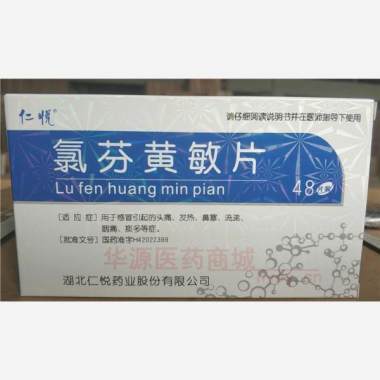 仁悦®
请仔细阅读说明书并在医师指导下使用
氯芬黄敏片
Lu fen huang min pian
48片装
［适应症］用于感冒引起的头痛、发热、鼻塞、流涕、
咽痛、痰多等症。
［批准文号］国药准字H42022389
华源医药商城
湖北仁悦药业股份有限公司